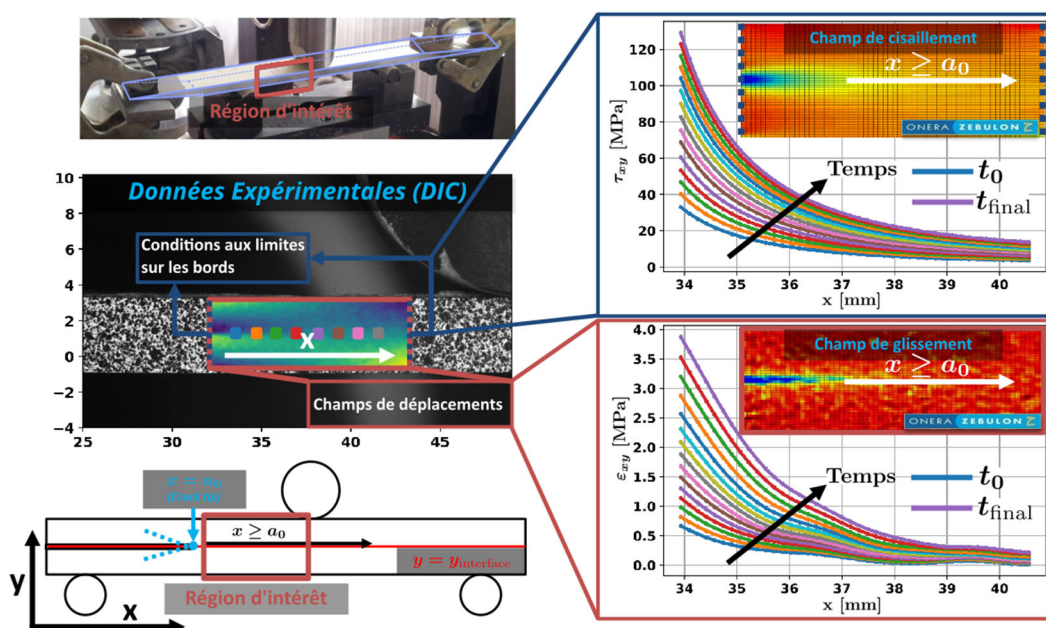 Région d'intérêt
10
8
6
4
2
0
−2
−4
25
30
35
40
45
Données Expérimentales (DIC)
Conditions aux limites
sur les bords
X
Champs de déplacements
x = a₀
x ≥ a₀
y = y_interface
Région d'intérêt
y
x
120
100
80
60
40
20
0
τxy [MPa]
34
35
36
37
38
39
40
x [mm]
Champ de cisaillement
x ≥ a₀
ONERA ZEBULON Z
Temps
t₀
t_final
4.0
3.5
3.0
2.5
2.0
1.5
1.0
0.5
0.0
εxy [MPa]
34
35
36
37
38
39
40
x [mm]
Champ de glissement
x ≥ a₀
ONERA ZEBULON Z
Temps
t₀
t_final